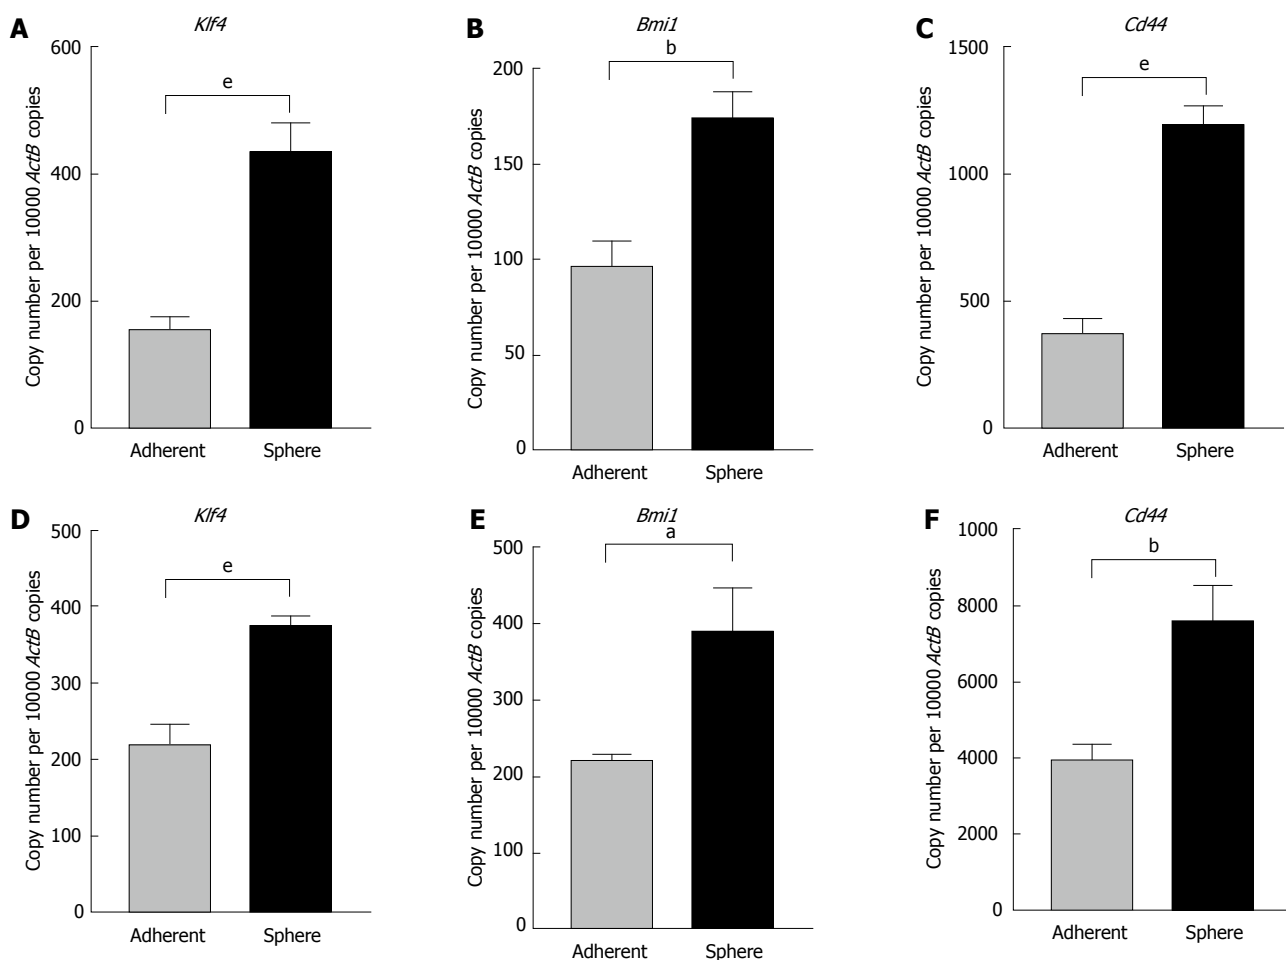 A
Klf4
Copy number per 10000 ActB copies
600
400
200
0
e
Adherent Sphere
B
Bmi1
Copy number per 10000 ActB copies
200
150
100
50
0
b
Adherent Sphere
C
Cd44
Copy number per 10000 ActB copies
1500
1000
500
0
e
Adherent Sphere
D
Klf4
Copy number per 10000 ActB copies
500
400
300
200
100
0
e
Adherent Sphere
E
Bmi1
Copy number per 10000 ActB copies
500
400
300
200
100
0
a
Adherent Sphere
F
Cd44
Copy number per 10000 ActB copies
1000
8000
6000
4000
2000
0
b
Adherent Sphere